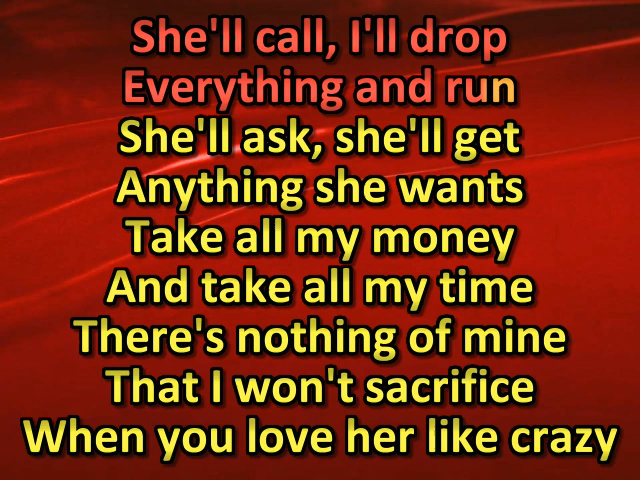 She'll call, I'll drop
Everything and run
She'll ask, she'll get
Anything she wants
Take all my money
And take all my time
There's nothing of mine
That I won't sacrifice
When you love her like crazy